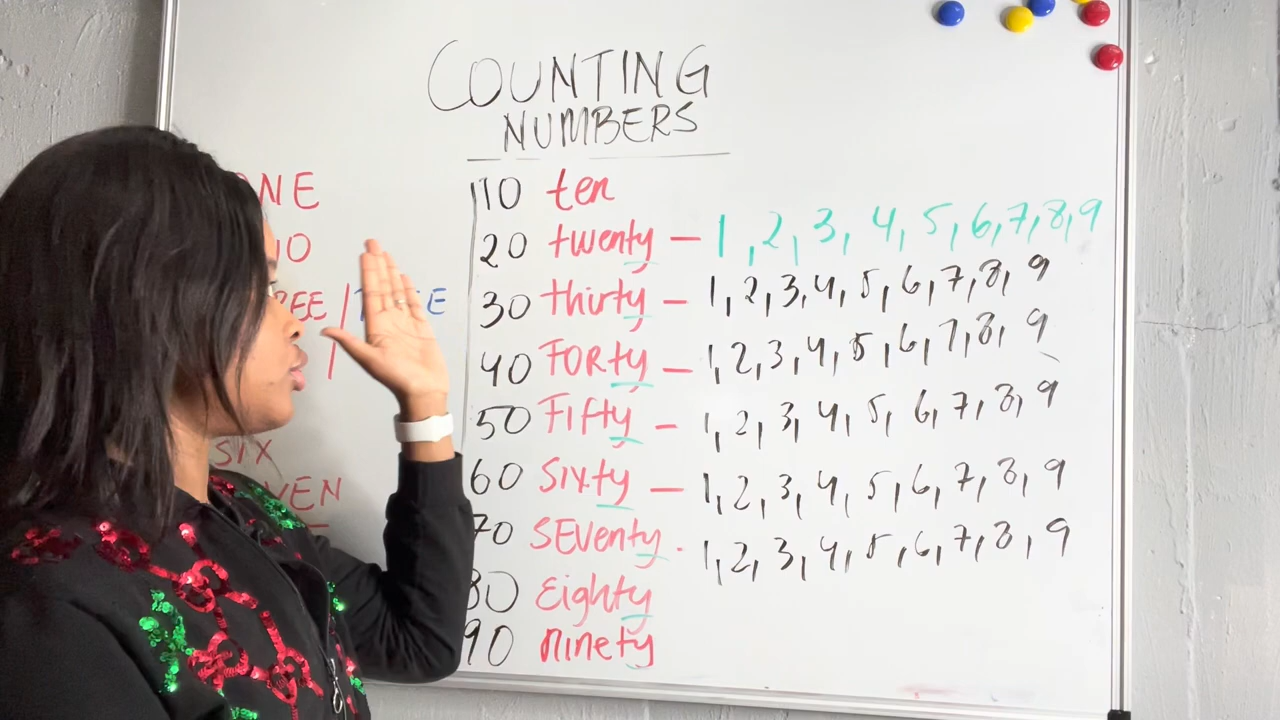 COUNTING
NUMBERS
10 ten
20 twenty — 1, 2, 3, 4, 5, 6, 7, 8, 9
30 thirty — 1, 2, 3, 4, 5, 6, 7, 8, 9
40 FORty — 1, 2, 3, 4, 5, 6, 7, 8, 9
50 FIfty — 1, 2, 3, 4, 5, 6, 7, 8, 9
60 SIxty — 1, 2, 3, 4, 5, 6, 7, 8, 9
70 SEVenty. 1, 2, 3, 4, 5, 6, 7, 8, 9
80 Eighty
90 ninety
ONE
SIX